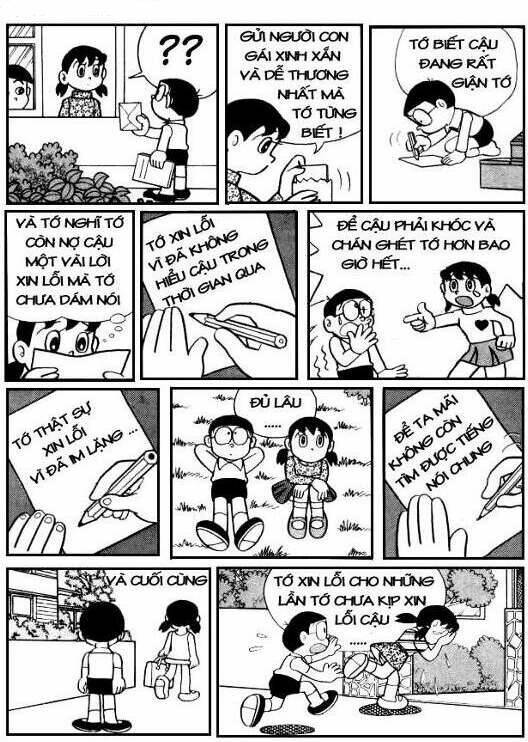 ??
GỬI NGƯỜI CON
GÁI XINH XẮN
VÀ DỄ THƯƠNG
NHẤT MÀ
TỚ TỪNG
BIẾT !
TỚ BIẾT CẬU
ĐANG RẤT
GIẬN TỚ
VÀ TỚ NGHĨ TỚ
CÒN NỢ CẬU
MỘT VÀI LỜI
XIN LỖI MÀ TỚ
CHƯA DÁM NÓI
TỚ XIN LỖI
VÌ ĐÃ KHÔNG
HIỂU CẬU TRONG
THỜI GIAN QUA
ĐỂ CẬU PHẢI KHÓC VÀ
CHÁN GHÉT TỚ HƠN BAO
GIỜ HẾT...
TỚ THẬT SỰ
XIN LỖI
VÌ ĐÃ IM LẶNG ...
ĐỦ LÂU
.....
ĐỂ TA MÃI
KHÔNG CÒN
TÌM ĐƯỢC TIẾNG
NÓI CHUNG
VÀ CUỐI CÙNG
TỚ XIN LỖI CHO NHỮNG
LẦN TỚ CHƯA KỊP XIN
LỖI CẬU
.....